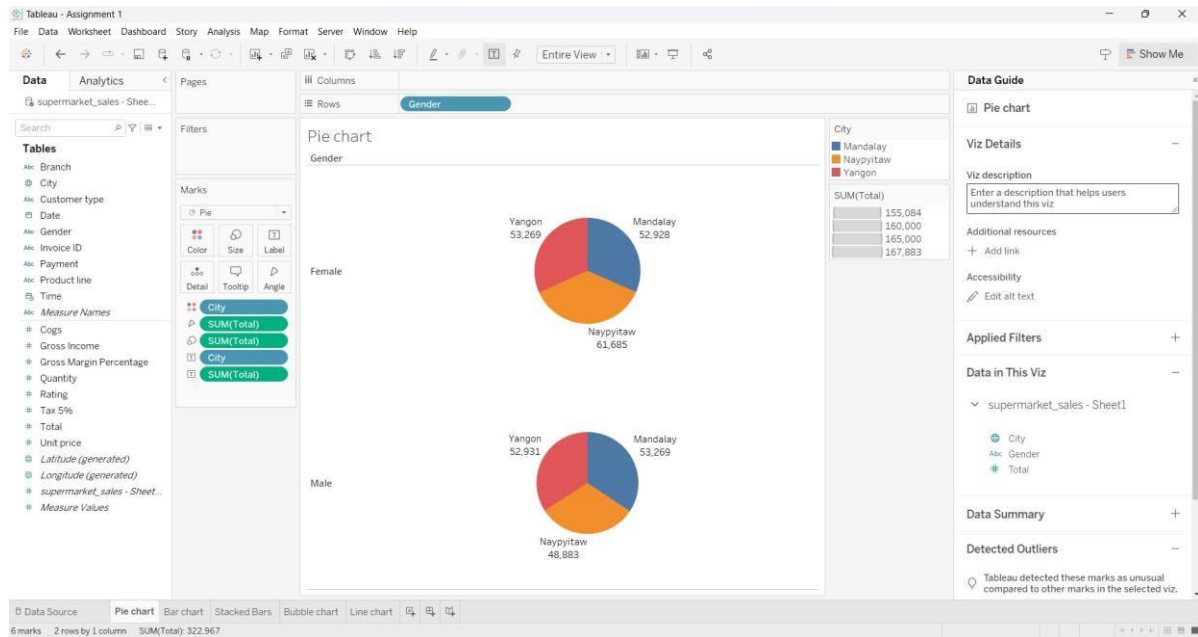 Tableau - Assignment 1
File Data Worksheet Dashboard Story Analysis Map Format Server Window Help
Entire View
Show Me
Data
Analytics
supermarket_sales - Shee...
Search
Tables
Abc Branch
City
Abc Customer type
Date
Abc Gender
Abc Invoice ID
Abc Payment
Abc Product line
Time
Abc Measure Names
# Cogs
# Gross Income
# Gross Margin Percentage
# Quantity
# Rating
# Tax 5%
# Total
# Unit price
Latitude (generated)
Longitude (generated)
# supermarket_sales - Sheet...
# Measure Values
Pages
Filters
Marks
Pie
Color Size Label
Detail Tooltip Angle
City
SUM(Total)
SUM(Total)
City
SUM(Total)
Columns
Rows
Gender
Pie chart
Gender
Female
Yangon
53,269
Mandalay
52,928
Naypyitaw
61,685
Male
Yangon
52,931
Mandalay
53,269
Naypyitaw
48,883
City
Mandalay
Naypyitaw
Yangon
SUM(Total)
155,084
160,000
165,000
167,883
Data Guide
Pie chart
Viz Details
Viz description
Enter a description that helps users
understand this viz
Additional resources
+ Add link
Accessibility
Edit alt text
Applied Filters
Data in This Viz
supermarket_sales - Sheet1
City
Abc Gender
# Total
Data Summary
Detected Outliers
Tableau detected these marks as unusual
compared to other marks in the selected viz.
Data Source
Pie chart
Bar chart
Stacked Bars
Bubble chart
Line chart
6 marks 2 rows by 1 column SUM(Total): 322,967